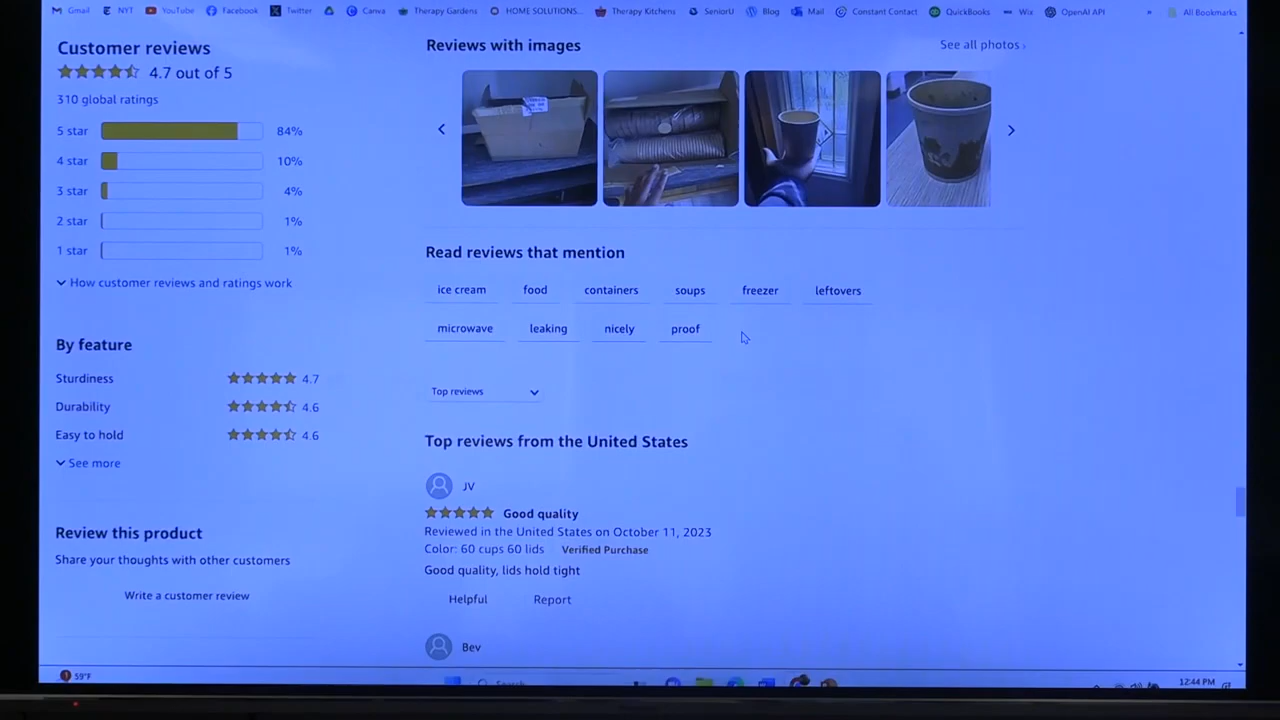 Gmail NYT YouTube Facebook Twitter Canva Therapy Gardens HOME SOLUTIONS... Therapy Kitchens SeniorU Blog Mail Constant Contact QuickBooks Wix OpenAI API » All Bookmarks
Customer reviews
4.7 out of 5
310 global ratings
5 star 84%
4 star 10%
3 star 4%
2 star 1%
1 star 1%
How customer reviews and ratings work
By feature
Sturdiness 4.7
Durability 4.6
Easy to hold 4.6
See more
Review this product
Share your thoughts with other customers
Write a customer review
Reviews with images See all photos ›
Read reviews that mention
ice cream food containers soups freezer leftovers
microwave leaking nicely proof
Top reviews
Top reviews from the United States
JV
Good quality
Reviewed in the United States on October 11, 2023
Color: 60 cups 60 lids Verified Purchase
Good quality, lids hold tight
Helpful Report
Bev
59°F Search 12:44 PM